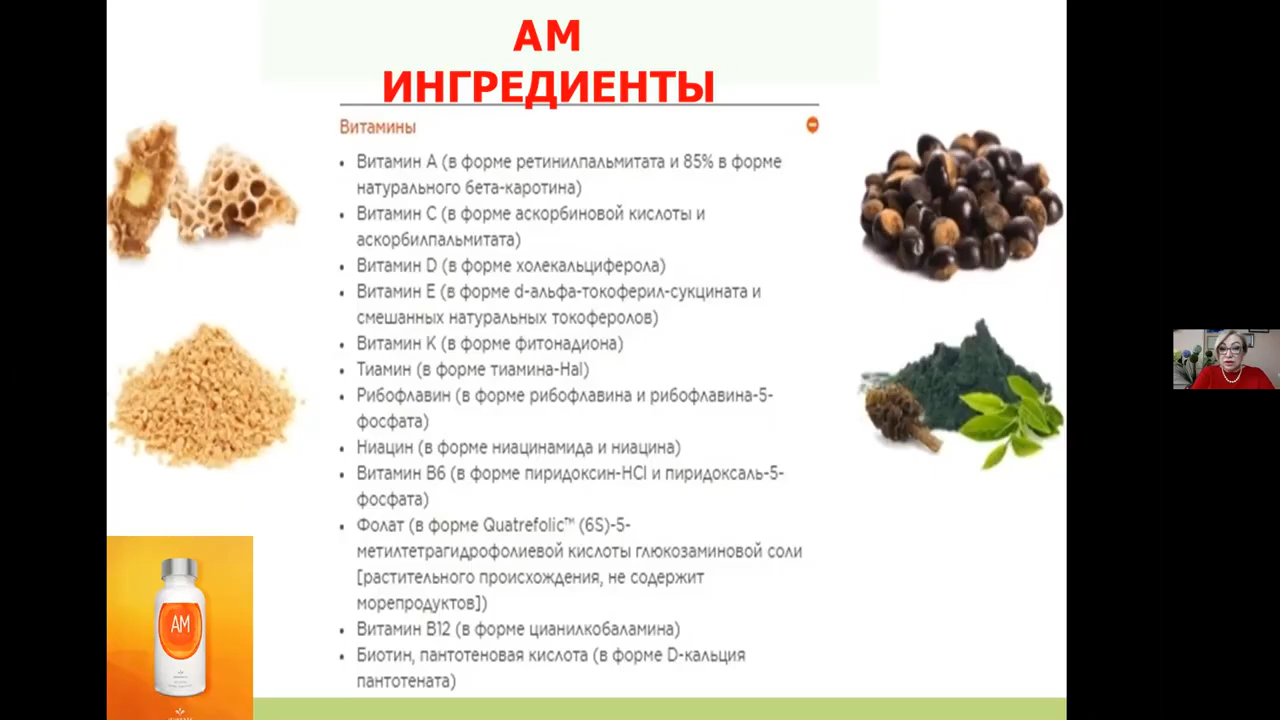 АМ
ИНГРЕДИЕНТЫ
Витамины
• Витамин А (в форме ретинилпальмитата и 85% в форме
натурального бета-каротина)
• Витамин С (в форме аскорбиновой кислоты и
аскорбилпальмитата)
• Витамин D (в форме холекальциферола)
• Витамин Е (в форме d-альфа-токоферил-сукцината и
смешанных натуральных токоферолов)
• Витамин К (в форме фитонадиона)
• Тиамин (в форме тиамина-Hal)
• Рибофлавин (в форме рибофлавина и рибофлавина-5-
фосфата)
• Ниацин (в форме ниацинамида и ниацина)
• Витамин В6 (в форме пиридоксин-HCl и пиридоксаль-5-
фосфата)
• Фолат (в форме Quatrefolic™ (6S)-5-
метилтетрагидрофолиевой кислоты глюкозаминовой соли
[растительного происхождения, не содержит
морепродуктов])
• Витамин В12 (в форме цианилкобаламина)
• Биотин, пантотеновая кислота (в форме D-кальция
пантотената)
AM